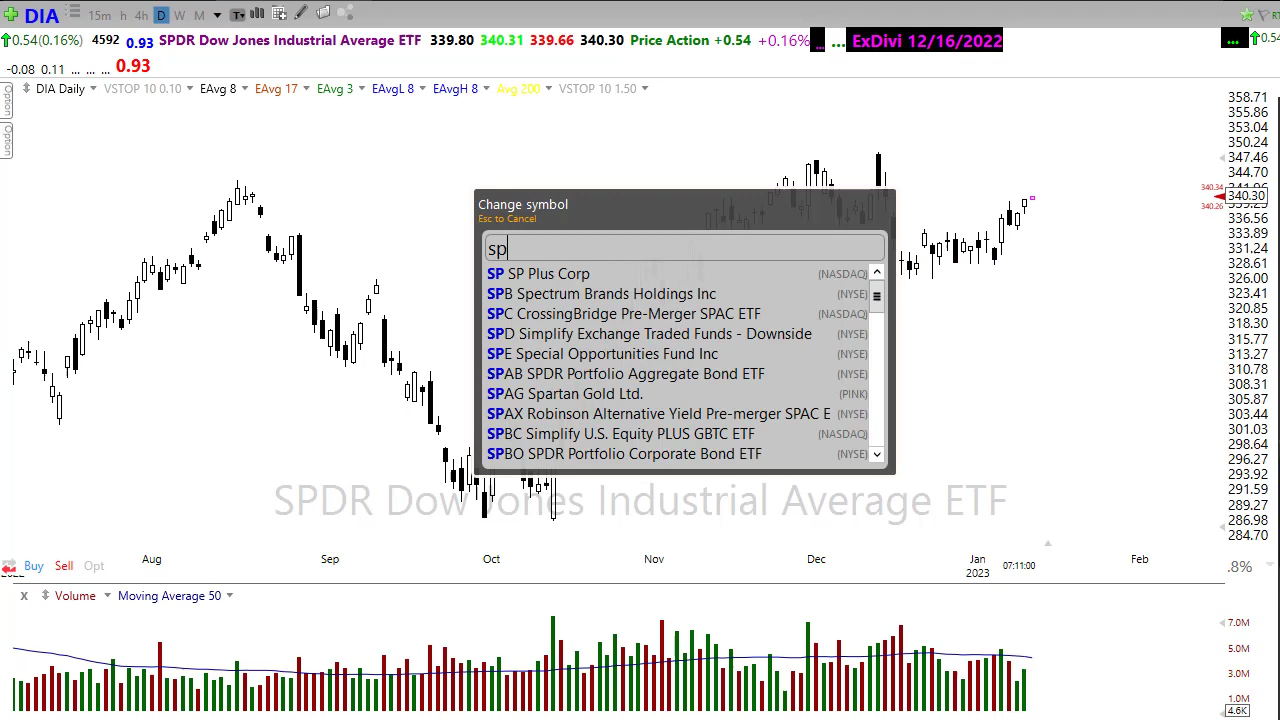 DIA 15m h 4h D W M T
0.54(0.16%) 4592 0.93 SPDR Dow Jones Industrial Average ETF 339.80 340.31 339.66 340.30 Price Action +0.54 +0.16% ... ... ExDivi 12/16/2022 ... 0.54
-0.08 0.11 ... ... ... 0.93
DIA Daily VSTOP 10 0.10 EAvg 8 EAvg 17 EAvg 3 EAvgL 8 EAvgH 8 Avg 200 VSTOP 10 1.50
Option
Option
358.71
355.86
353.04
350.24
347.46
344.70
340.34
340.30
340.26
336.56
333.89
331.24
328.61
326.00
323.41
320.85
318.30
315.77
313.27
310.78
308.31
305.87
303.44
301.03
298.64
296.27
293.92
291.59
289.27
286.98
284.70
Change symbol
Esc to Cancel
sp
SP SP Plus Corp (NASDAQ)
SPB Spectrum Brands Holdings Inc (NYSE)
SPC CrossingBridge Pre-Merger SPAC ETF (NASDAQ)
SPD Simplify Exchange Traded Funds - Downside (NYSE)
SPE Special Opportunities Fund Inc (NYSE)
SPAB SPDR Portfolio Aggregate Bond ETF (NYSE)
SPAG Spartan Gold Ltd. (PINK)
SPAX Robinson Alternative Yield Pre-merger SPAC E (NYSE)
SPBC Simplify U.S. Equity PLUS GBTC ETF (NASDAQ)
SPBO SPDR Portfolio Corporate Bond ETF (NYSE)
SPDR Dow Jones Industrial Average ETF
Aug Sep Oct Nov Dec Jan Feb
2023 07:11:00
Buy Sell Opt .8%
x Volume Moving Average 50
7.0M
5.0M
3.0M
1.0M
4.6K